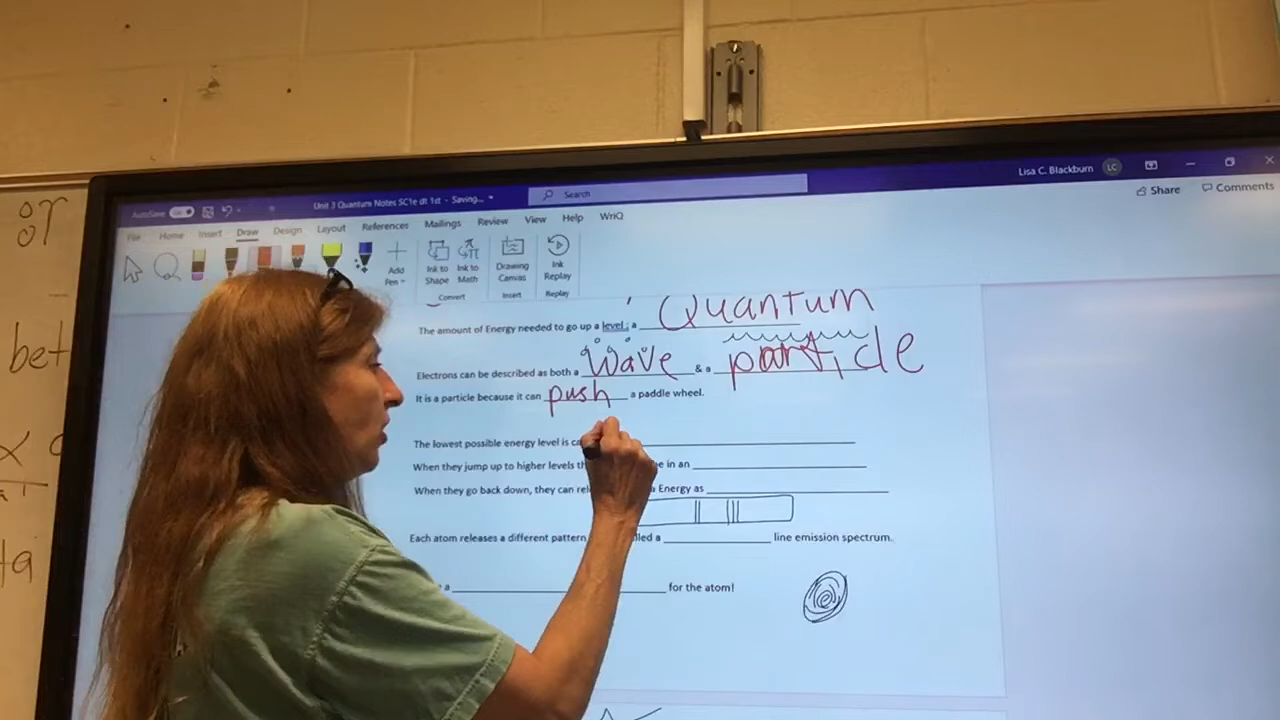 or
bet
Lisa C. Blackburn LC
AutoSave Unit 3 Quantum Notes SC1e dt 1st - Saving... Search
Share Comments
File Home Insert Draw Design Layout References Mailings Review View Help WriQ
Add Pen Ink to Shape Ink to Math Drawing Canvas Ink Replay
Convert Insert Replay
The amount of Energy needed to go up a level: a Quantum
Electrons can be described as both a wave & a particle
It is a particle because it can push a paddle wheel.
The lowest possible energy level is
When they jump up to higher levels in an
When they go back down, they can Energy as
Each atom releases a different pattern, a line emission spectrum.
a for the atom!